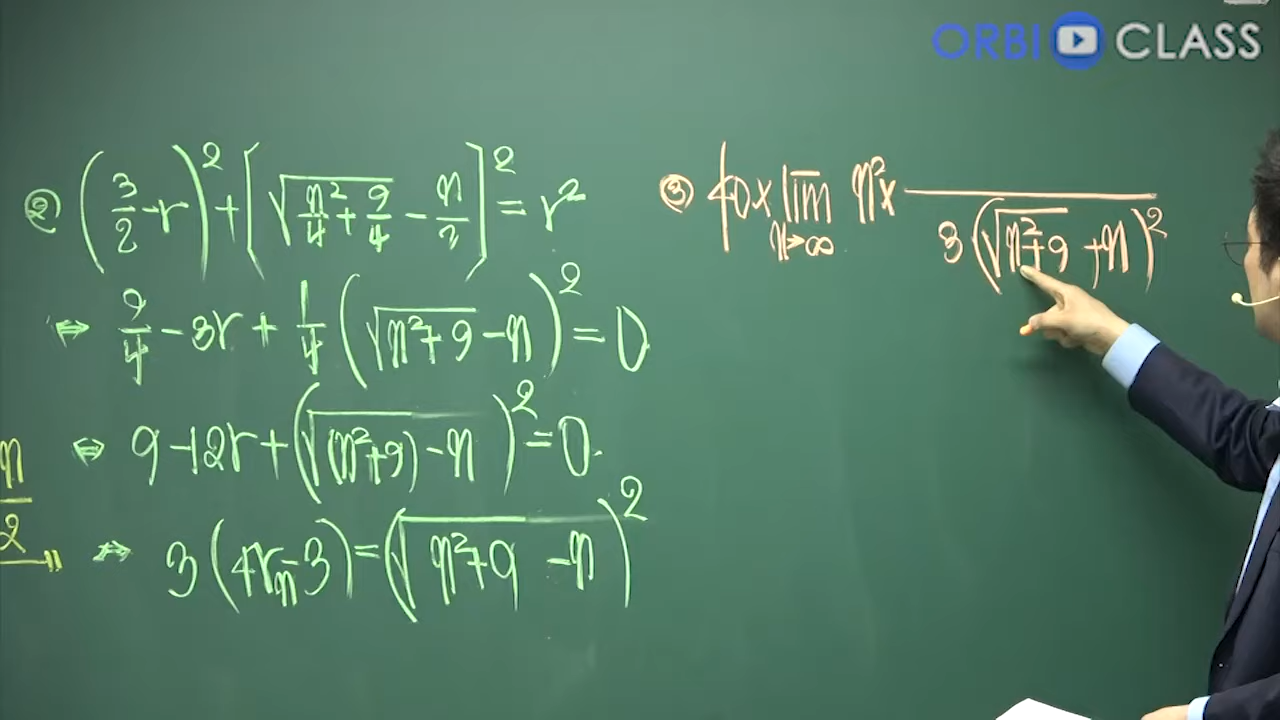 ORBI CLASS
② (3/2 - r)² + [√(n²/4 + 9/4) - n/2]² = r²
⇔ 9/4 - 3r + 1/4 (√(n²+9) - n)² = 0
⇔ 9 - 12r + (√(n²+9) - n)² = 0.
⇔ 3(4rₙ - 3) = (√(n²+9) - n)²
n/2 〃
③ 40 × lim n→∞ n² × ―――
3(√(n²+9) + n)²